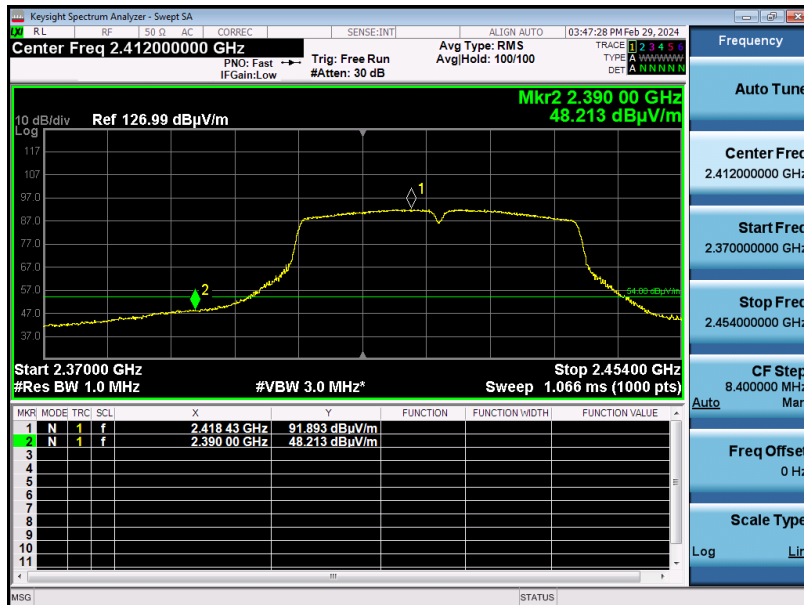 Keysight Spectrum Analyzer - Swept SA
LXI RL RF 50 Ω AC CORREC SENSE:INT ALIGN AUTO 03:47:28 PM Feb 29, 2024
Center Freq 2.412000000 GHz
PNO: Fast
IFGain:Low
Trig: Free Run
#Atten: 30 dB
Avg Type: RMS
Avg|Hold: 100/100
TRACE 1 2 3 4 5 6
TYPE A WWWWW
DET A N N N N N
Mkr2 2.390 00 GHz
48.213 dBµV/m
10 dB/div
Log
Ref 126.99 dBµV/m
117
107
97.0
87.0
77.0
67.0
57.0
47.0
37.0
1
2
54.00 dBµV/m
Start 2.37000 GHz
Stop 2.45400 GHz
#Res BW 1.0 MHz
#VBW 3.0 MHz*
Sweep 1.066 ms (1000 pts)
MKR MODE TRC SCL X Y FUNCTION FUNCTION WIDTH FUNCTION VALUE
1 N 1 f 2.418 43 GHz 91.893 dBµV/m
2 N 1 f 2.390 00 GHz 48.213 dBµV/m
3
4
5
6
7
8
9
10
11
MSG
STATUS
Frequency
Auto Tune
Center Freq
2.412000000 GHz
Start Freq
2.370000000 GHz
Stop Freq
2.454000000 GHz
CF Step
8.400000 MHz
Auto Man
Freq Offset
0 Hz
Scale Type
Log Lin